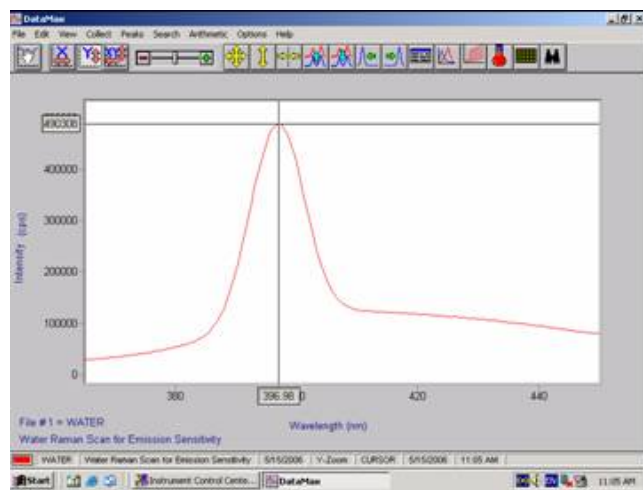 DataMax
File Edit View Collect Peaks Search Arithmetic Options Help
X Y
490308
400000
300000
200000
100000
0
Intensity (cps)
380 396.98 0 420 440
Wavelength (nm)
File # 1 = WATER
Water Raman Scan for Emission Sensitivity
WATER Water Raman Scan for Emission Sensitivity 5/15/2006 Y-Zoom CURSOR 5/15/2006 11:05 AM
Start Instrument Control Cente... DataMax EN 11:05 AM